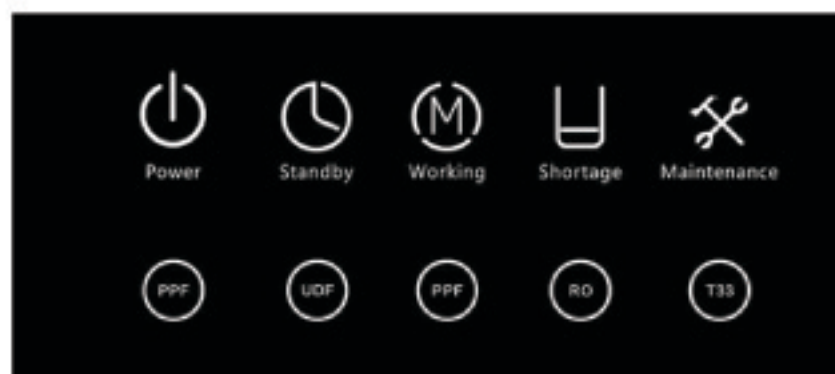 M
Power Standby Working Shortage Maintenance
PPF UDF PPF RO T33